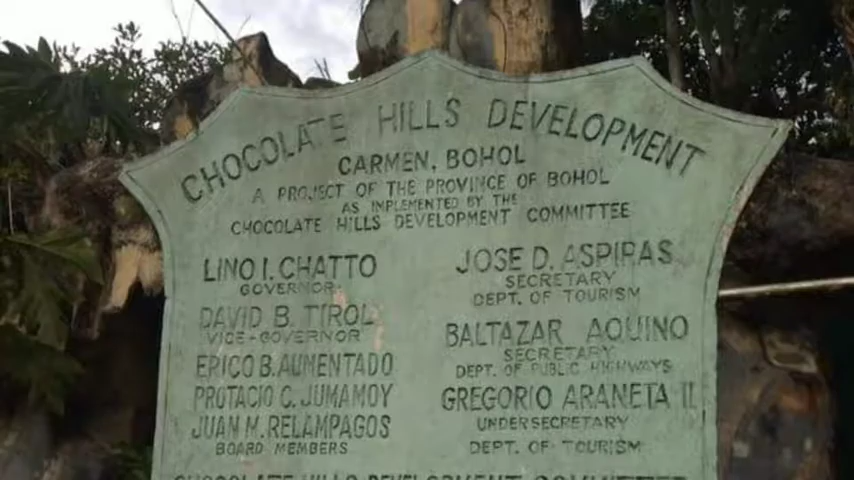 CHOCOLATE HILLS DEVELOPMENT
CARMEN, BOHOL
A PROJECT OF THE PROVINCE OF BOHOL
AS IMPLEMENTED BY THE
CHOCOLATE HILLS DEVELOPMENT COMMITTEE
LINO I. CHATTO
GOVERNOR
DAVID B. TIROL
VICE-GOVERNOR
ERICO B. AUMENTADO
PROTACIO C. JUMAMOY
JUAN M. RELAMPAGOS
BOARD MEMBERS
JOSE D. ASPIRAS
SECRETARY
DEPT. OF TOURISM
BALTAZAR AQUINO
SECRETARY
DEPT. OF PUBLIC HIGHWAYS
GREGORIO ARANETA II
UNDERSECRETARY
DEPT. OF TOURISM
CHOCOLATE HILLS DEVELOPMENT COMMITTEE